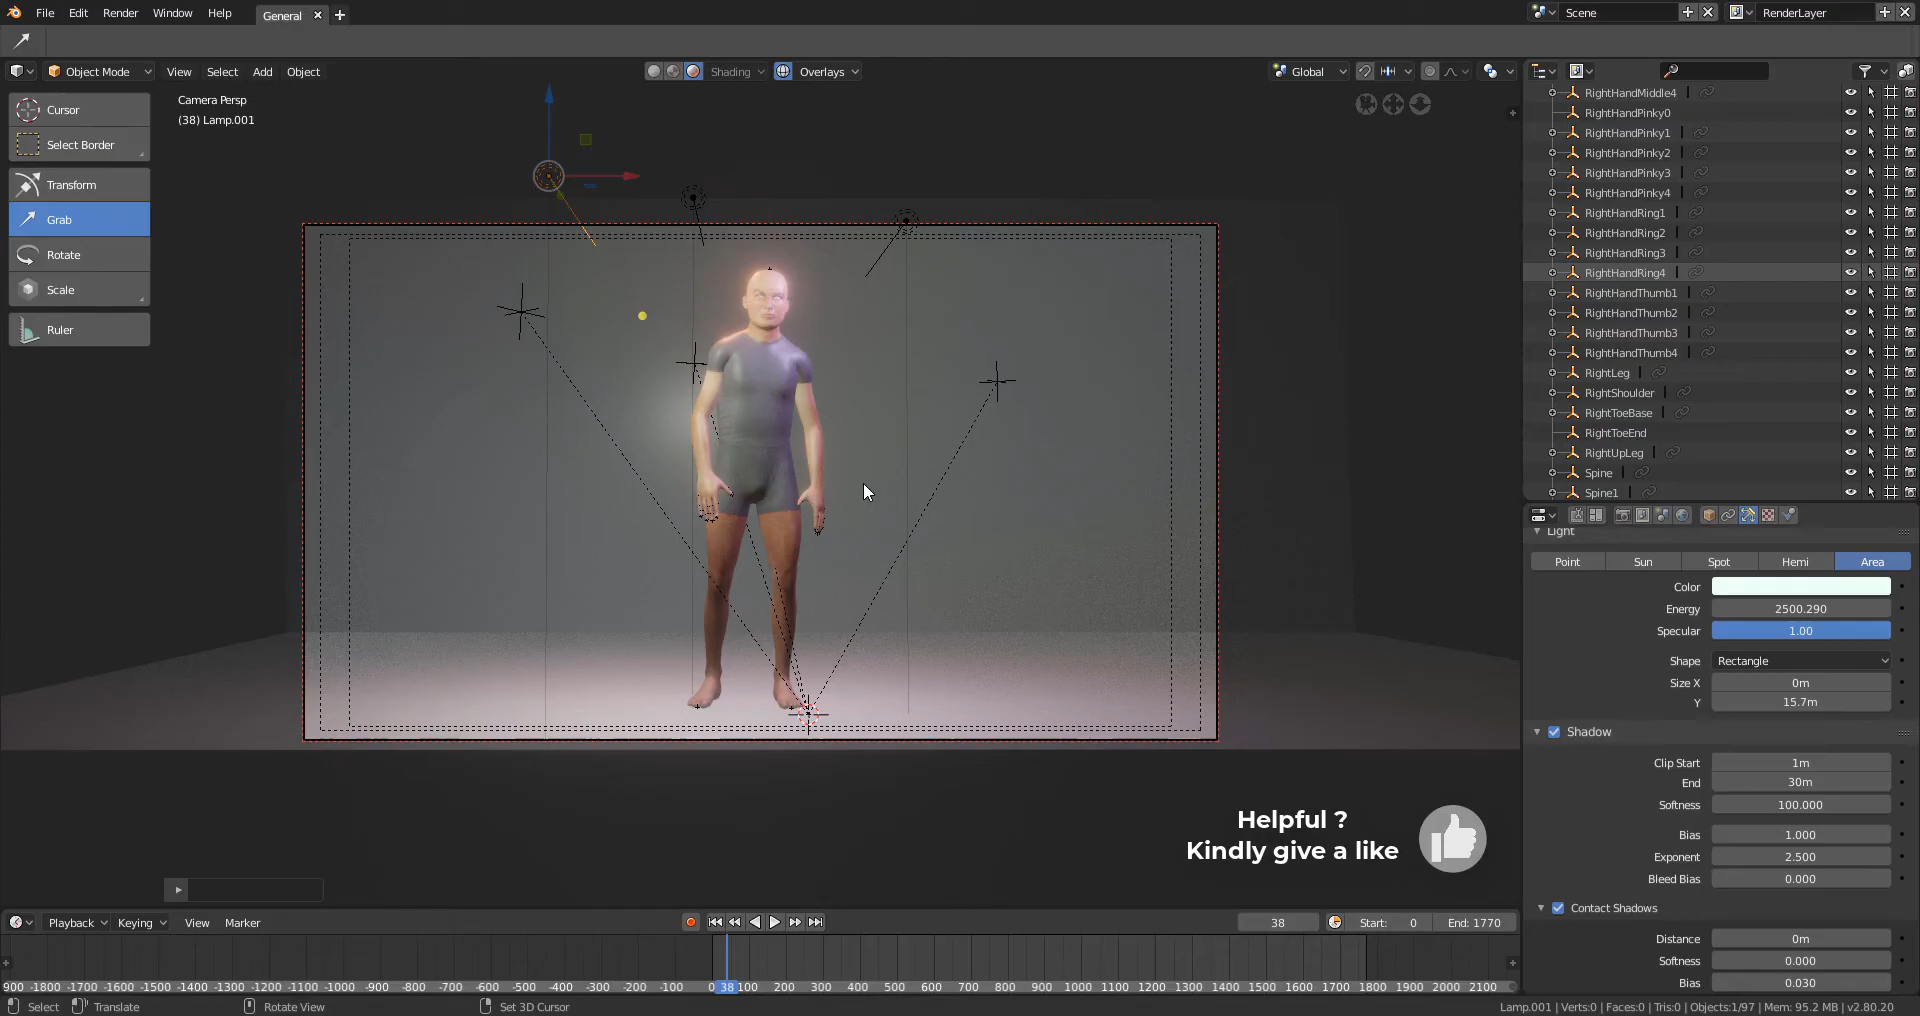 File Edit Render Window Help General
Scene RenderLayer
Object Mode View Select Add Object Shading Overlays Global
Cursor
Select Border
Transform
Grab
Rotate
Scale
Ruler
Camera Persp
(38) Lamp.001
RightHandMiddle4
RightHandPinky0
RightHandPinky1
RightHandPinky2
RightHandPinky3
RightHandPinky4
RightHandRing1
RightHandRing2
RightHandRing3
RightHandRing4
RightHandThumb1
RightHandThumb2
RightHandThumb3
RightHandThumb4
RightLeg
RightShoulder
RightToeBase
RightToeEnd
RightUpLeg
Spine
Spine1
Light
Point Sun Spot Hemi Area
Color
Energy 2500.290
Specular 1.00
Shape Rectangle
Size X 0m
Y 15.7m
Shadow
Clip Start 1m
End 30m
Softness 100.000
Bias 1.000
Exponent 2.500
Bleed Bias 0.000
Contact Shadows
Distance 0m
Softness 0.000
Bias 0.030
Helpful ?
Kindly give a like
Playback Keying View Marker 38 Start: 0 End: 1770
900 -1800 -1700 -1600 -1500 -1400 -1300 -1200 -1100 -1000 -900 -800 -700 -600 -500 -400 -300 -200 -100 0 38 100 200 300 400 500 600 700 800 900 1000 1100 1200 1300 1400 1500 1600 1700 1800 1900 2000 2100
Select Translate Rotate View Set 3D Cursor Lamp.001 | Verts:0 | Faces:0 | Tris:0 | Objects:1/97 | Mem: 95.2 MB | v2.80.20